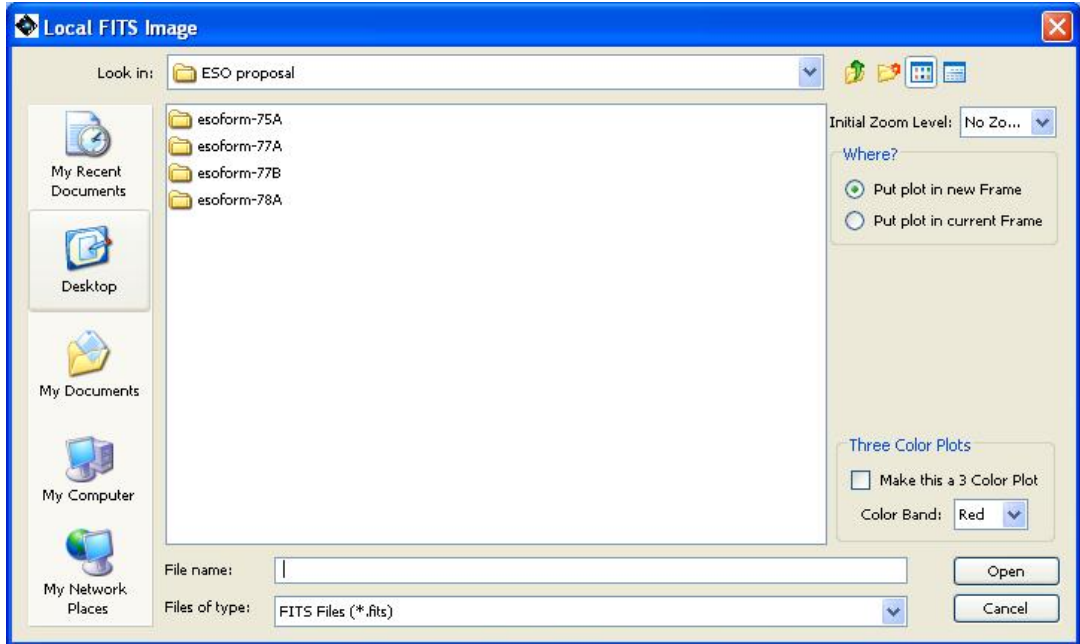 Local FITS Image
Look in: ESO proposal
My Recent
Documents
Desktop
My Documents
My Computer
My Network
Places
esoform-75A
esoform-77A
esoform-77B
esoform-78A
Initial Zoom Level: No Zo...
Where?
Put plot in new Frame
Put plot in current Frame
Three Color Plots
Make this a 3 Color Plot
Color Band: Red
File name:
Open
Files of type: FITS Files (*.fits)
Cancel